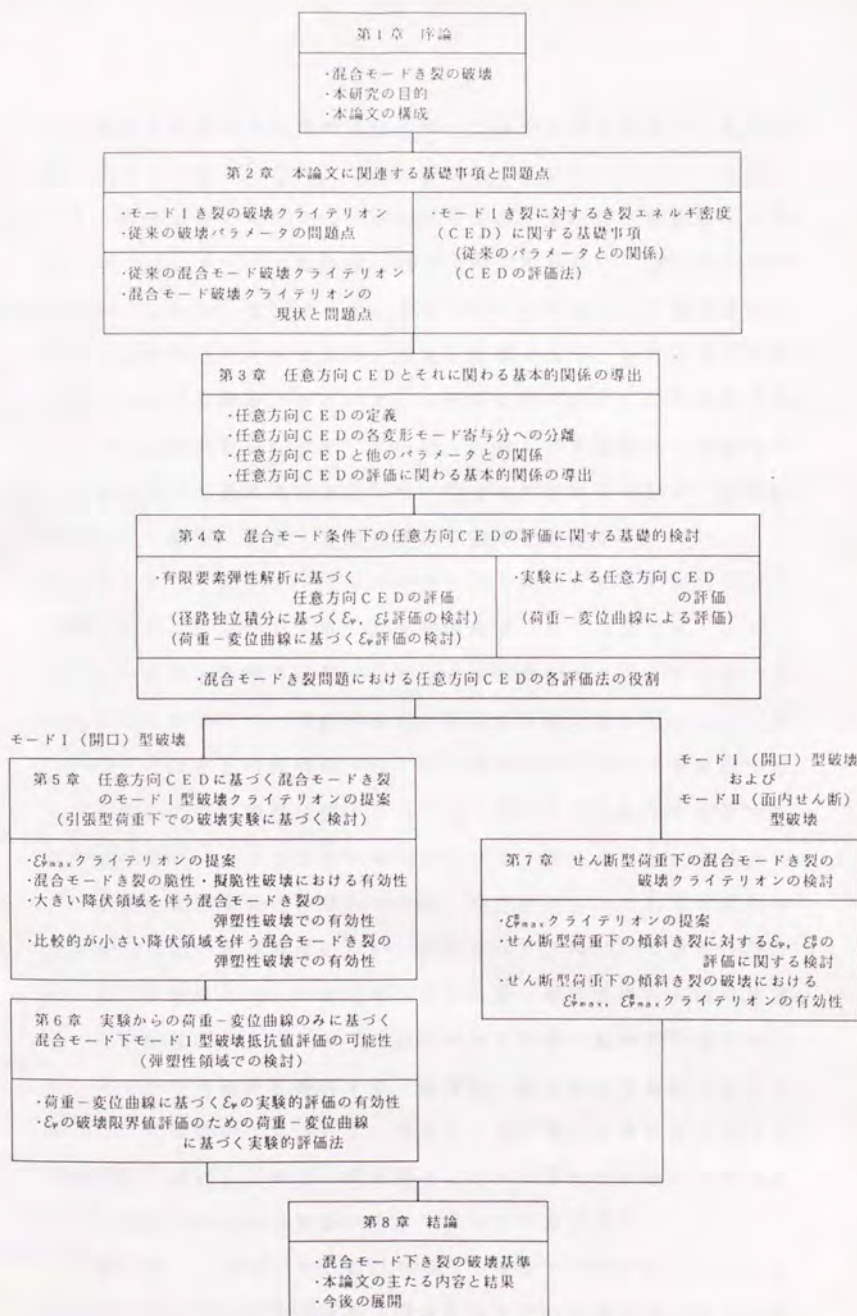 第1章 序論
・混合モードき裂の破壊
・本研究の目的
・本論文の構成
第2章 本論文に関連する基礎事項と問題点
・モードIき裂の破壊クライテリオン
・従来の破壊パラメータの問題点
・従来の混合モード破壊クライテリオン
・混合モード破壊クライテリオンの
現状と問題点
・モードIき裂に対するき裂エネルギ密度
(CED)に関する基礎事項
(従来のパラメータとの関係)
(CEDの評価法)
第3章 任意方向CEDとそれに関わる基本的関係の導出
・任意方向CEDの定義
・任意方向CEDの各変形モード寄与分への分離
・任意方向CEDと他のパラメータとの関係
・任意方向CEDの評価に関わる基本的関係の導出
第4章 混合モード条件下の任意方向CEDの評価に関する基礎的検討
・有限要素弾性解析に基づく
任意方向CEDの評価
(径路独立積分に基づくℰψ, ℰᴵψ評価の検討)
(荷重−変位曲線に基づくℰψ評価の検討)
・実験による任意方向CED
の評価
(荷重−変位曲線による評価)
・混合モードき裂問題における任意方向CEDの各評価法の役割
モードI(開口)型破壊
第5章 任意方向CEDに基づく混合モードき裂
のモードI型破壊クライテリオンの提案
(引張型荷重下での破壊実験に基づく検討)
・ℰᴵψmaxクライテリオンの提案
・混合モードき裂の脆性・擬脆性破壊における有効性
・大きい降伏領域を伴う混合モードき裂の
弾塑性破壊での有効性
・比較的が小さい降伏領域を伴う混合モードき裂の
弾塑性破壊での有効性
第6章 実験からの荷重−変位曲線のみに基づく
混合モード下モードI型破壊抵抗値評価の可能性
(弾塑性領域での検討)
・荷重−変位曲線に基づくℰψの実験的評価の有効性
・ℰψの破壊限界値評価のための荷重−変位曲線
に基づく実験的評価法
モードI(開口)型破壊
および
モードII(面内せん断)
型破壊
第7章 せん断型荷重下の混合モードき裂の
破壊クライテリオンの検討
・ℰᴵᴵψmaxクライテリオンの提案
・せん断型荷重下の傾斜き裂に対するℰψ, ℰᴵᴵψの
評価に関する検討
・せん断型荷重下の傾斜き裂の破壊における
ℰᴵψmax, ℰᴵᴵψmaxクライテリオンの有効性
第8章 結論
・混合モード下き裂の破壊基準
・本論文の主たる内容と結果
・今後の展開